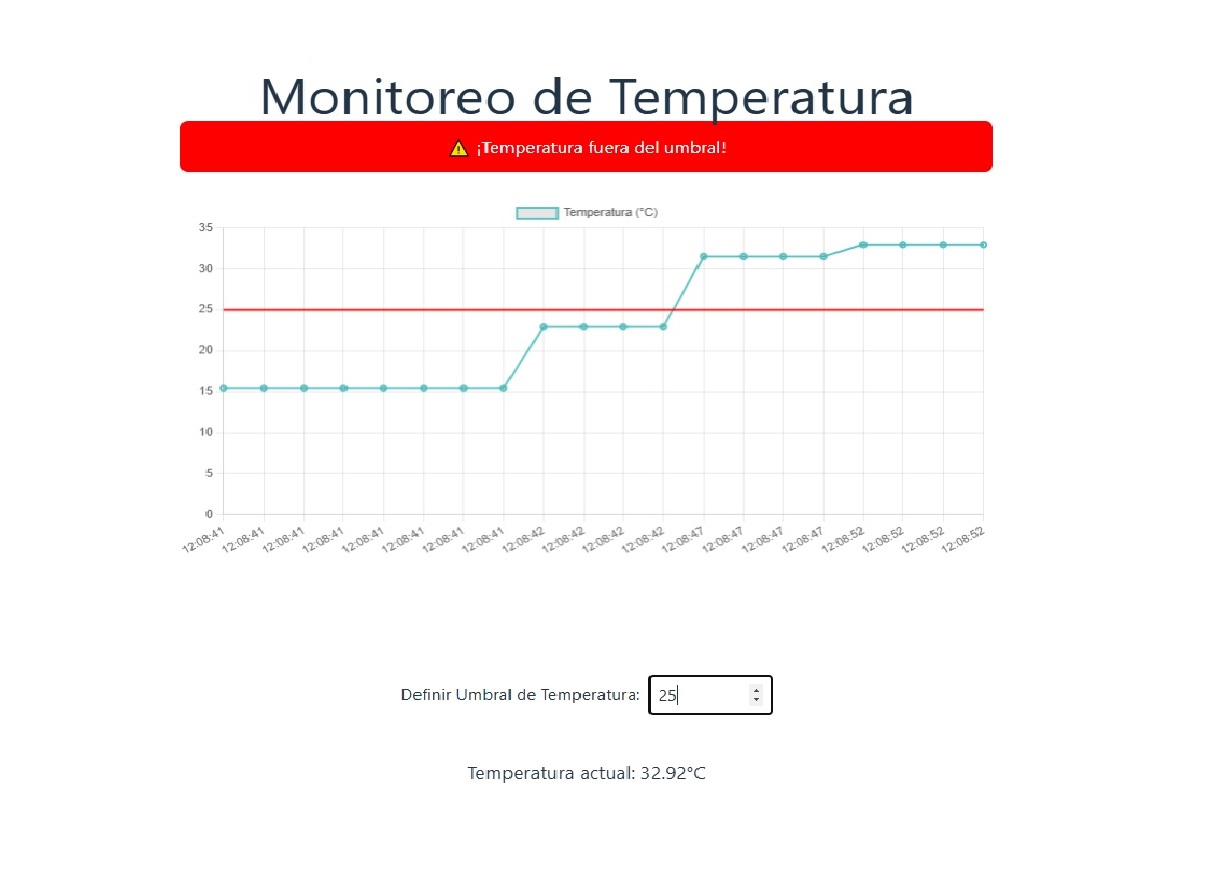 Monitoreo de Temperatura
⚠ ¡Temperatura fuera del umbral!
Temperatura (°C)
35
30
25
20
15
10
5
0
12:08:41 12:08:41 12:08:41 12:08:41 12:08:41 12:08:41 12:08:41 12:08:41 12:08:42 12:08:42 12:08:42 12:08:42 12:08:47 12:08:47 12:08:47 12:08:47 12:08:52 12:08:52 12:08:52 12:08:52
Definir Umbral de Temperatura: 25
Temperatura actual: 32.92°C